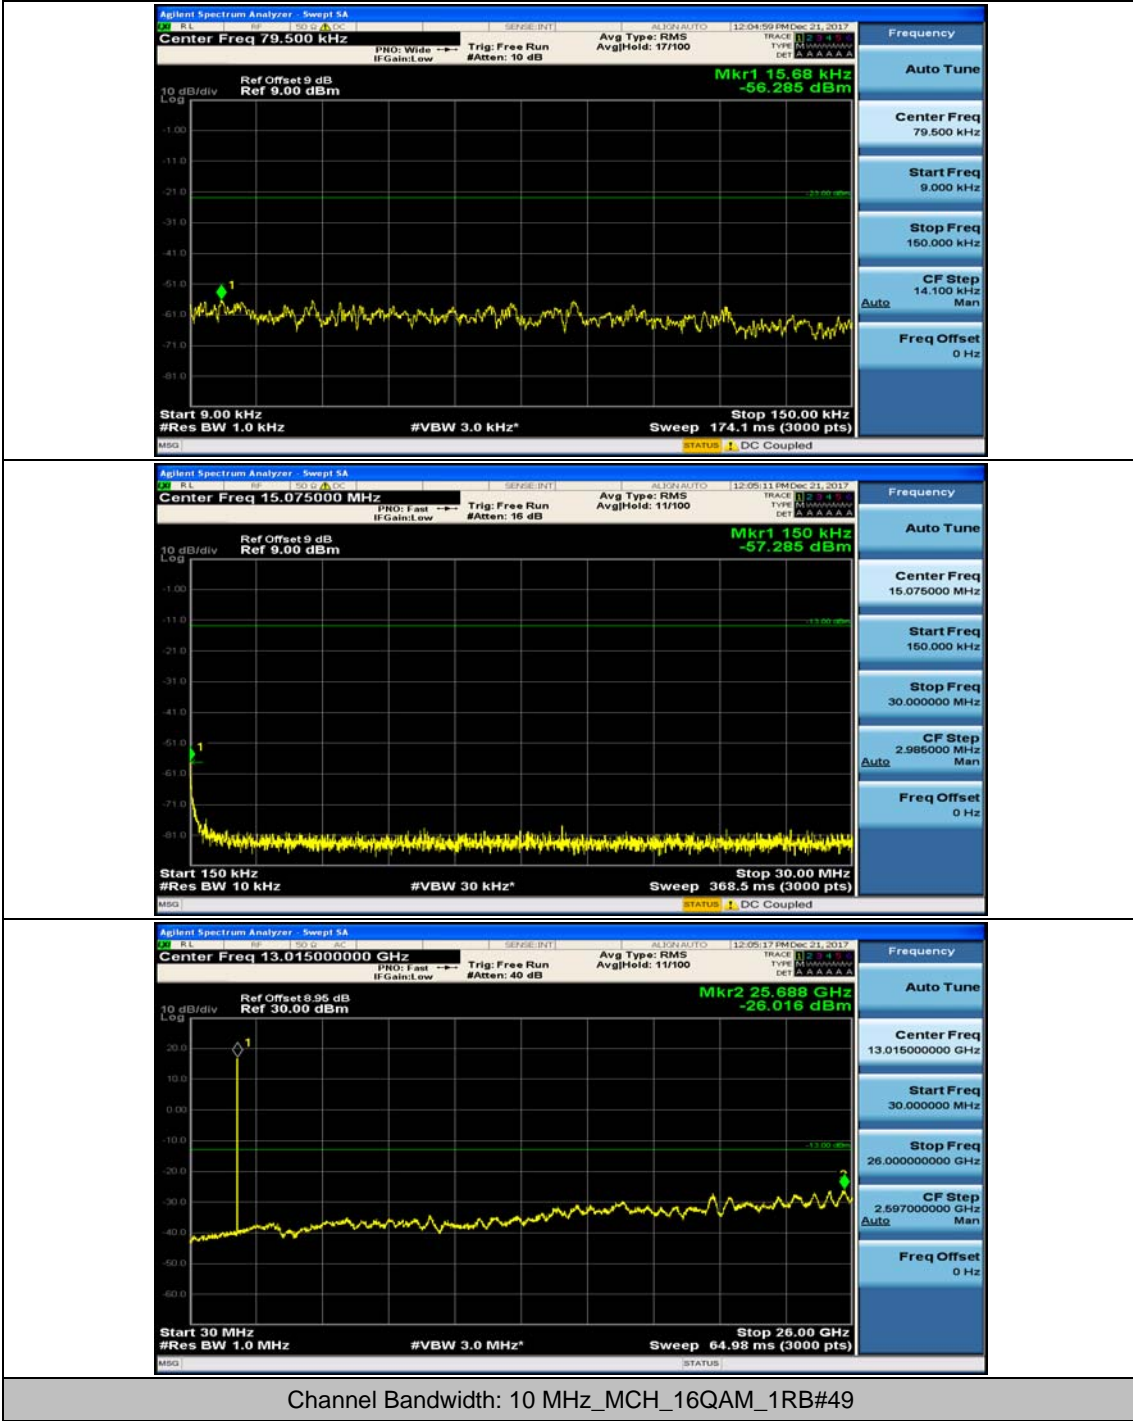 Agilent Spectrum Analyzer - Swept SA
RL RF 50 Ω DC SENSE:INT ALIGN AUTO 12:04:59 PM Dec 21, 2017
Center Freq 79.500 kHz
PNO: Wide
IFGain:Low
Trig: Free Run
#Atten: 10 dB
Avg Type: RMS
Avg|Hold: 17/100
TRACE 1 2 3 4 5 6
TYPE M
DET A A A A A A
Mkr1 15.68 kHz
-56.285 dBm
Ref Offset 9 dB
10 dB/div Ref 9.00 dBm
Log
-1.00
-11.0
-21.0
-23.00 dBm
-31.0
-41.0
-51.0
1
-61.0
-71.0
-81.0
Start 9.00 kHz Stop 150.00 kHz
#Res BW 1.0 kHz #VBW 3.0 kHz* Sweep 174.1 ms (3000 pts)
MSG STATUS DC Coupled
Frequency
Auto Tune
Center Freq
79.500 kHz
Start Freq
9.000 kHz
Stop Freq
150.000 kHz
CF Step
14.100 kHz
Auto Man
Freq Offset
0 Hz
Agilent Spectrum Analyzer - Swept SA
RL RF 50 Ω DC SENSE:INT ALIGN AUTO 12:05:11 PM Dec 21, 2017
Center Freq 15.075000 MHz
PNO: Fast
IFGain:Low
Trig: Free Run
#Atten: 16 dB
Avg Type: RMS
Avg|Hold: 11/100
TRACE 1 2 3 4 5 6
TYPE M
DET A A A A A A
Mkr1 150 kHz
-57.285 dBm
Ref Offset 9 dB
10 dB/div Ref 9.00 dBm
Log
-1.00
-11.0
-13.00 dBm
-21.0
-31.0
-41.0
-51.0
1
-61.0
-71.0
-81.0
Start 150 kHz Stop 30.00 MHz
#Res BW 10 kHz #VBW 30 kHz* Sweep 368.5 ms (3000 pts)
MSG STATUS DC Coupled
Frequency
Auto Tune
Center Freq
15.075000 MHz
Start Freq
150.000 kHz
Stop Freq
30.000000 MHz
CF Step
2.985000 MHz
Auto Man
Freq Offset
0 Hz
Agilent Spectrum Analyzer - Swept SA
RL RF 50 Ω AC SENSE:INT ALIGN AUTO 12:05:17 PM Dec 21, 2017
Center Freq 13.015000000 GHz
PNO: Fast
IFGain:Low
Trig: Free Run
#Atten: 40 dB
Avg Type: RMS
Avg|Hold: 11/100
TRACE 1 2 3 4 5 6
TYPE M
DET A A A A A A
Mkr2 25.688 GHz
-26.016 dBm
Ref Offset 8.95 dB
10 dB/div Ref 30.00 dBm
Log
20.0
1
10.0
0.00
-10.0
-13.00 dBm
-20.0
2
-30.0
-40.0
-50.0
-60.0
Start 30 MHz Stop 26.00 GHz
#Res BW 1.0 MHz #VBW 3.0 MHz* Sweep 64.98 ms (3000 pts)
MSG STATUS
Frequency
Auto Tune
Center Freq
13.015000000 GHz
Start Freq
30.000000 MHz
Stop Freq
26.000000000 GHz
CF Step
2.597000000 GHz
Auto Man
Freq Offset
0 Hz
Channel Bandwidth: 10 MHz_MCH_16QAM_1RB#49